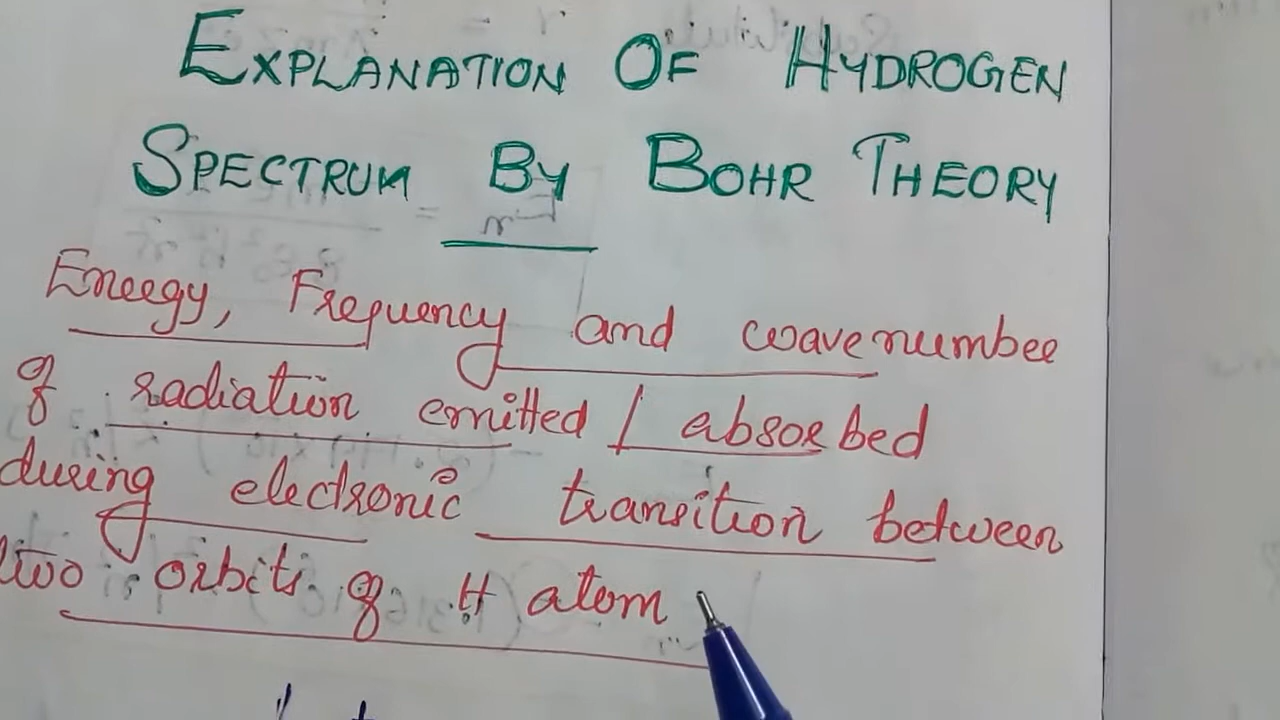 EXPLANATION OF HYDROGEN
SPECTRUM BY BOHR THEORY
Energy, Frequency and wavenumber
of radiation emitted / absorbed
during electronic transition between
two orbits of H atom